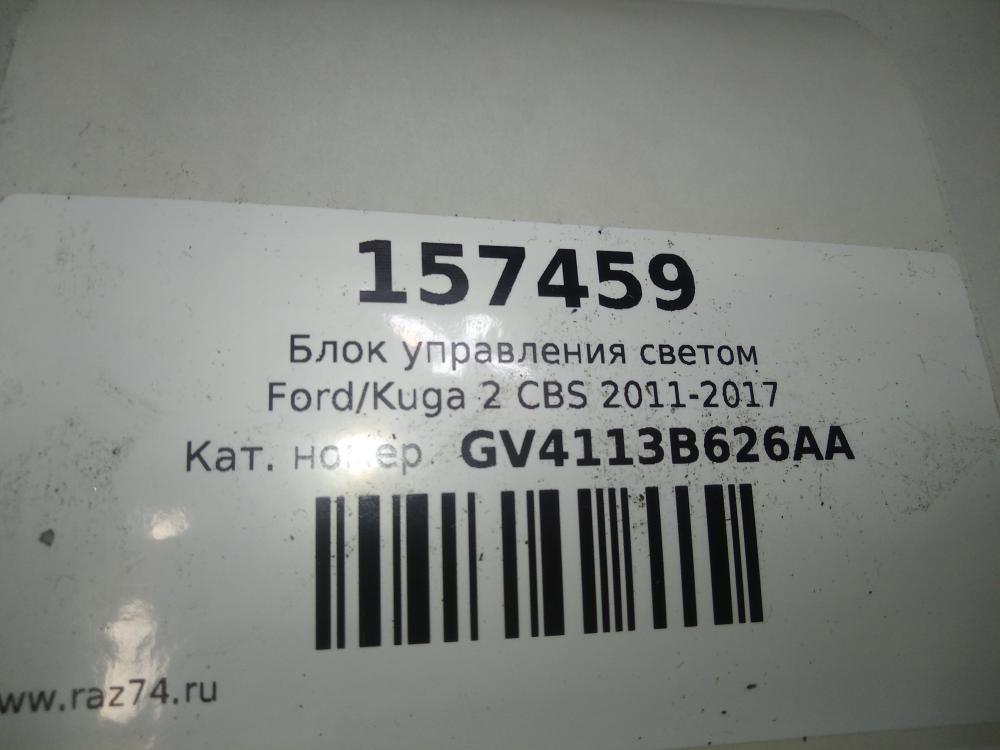 157459
Блок управления светом
Ford/Kuga 2 CBS 2011-2017
Кат. номер GV4113B626AA
www.raz74.ru